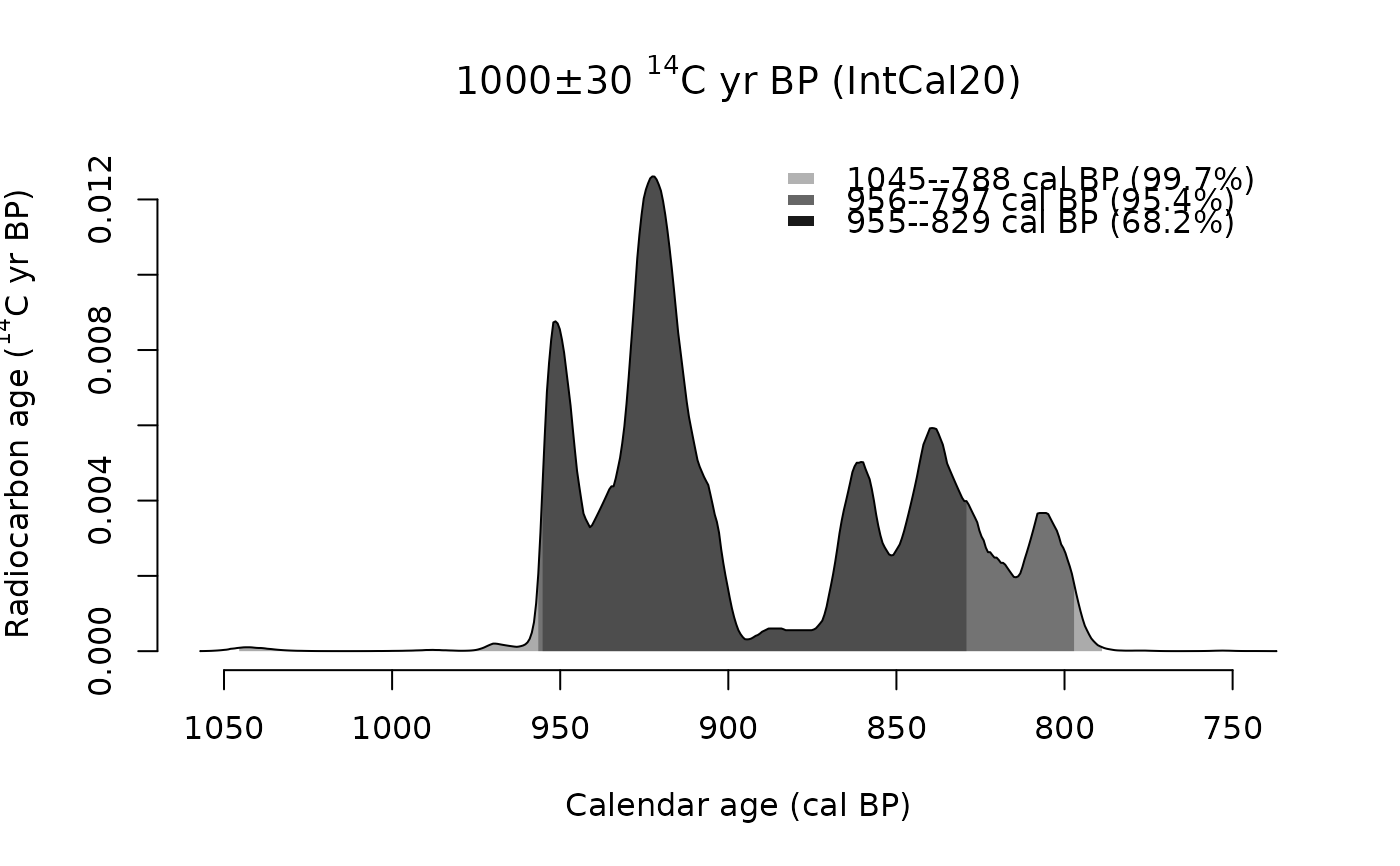 1000±30 ¹⁴C yr BP (IntCal20)
1045--788 cal BP (99.7%)
956--797 cal BP (95.4%)
955--829 cal BP (68.2%)
Radiocarbon age (¹⁴C yr BP)
0.012
0.008
0.004
0.000
1050 1000 950 900 850 800 750
Calendar age (cal BP)